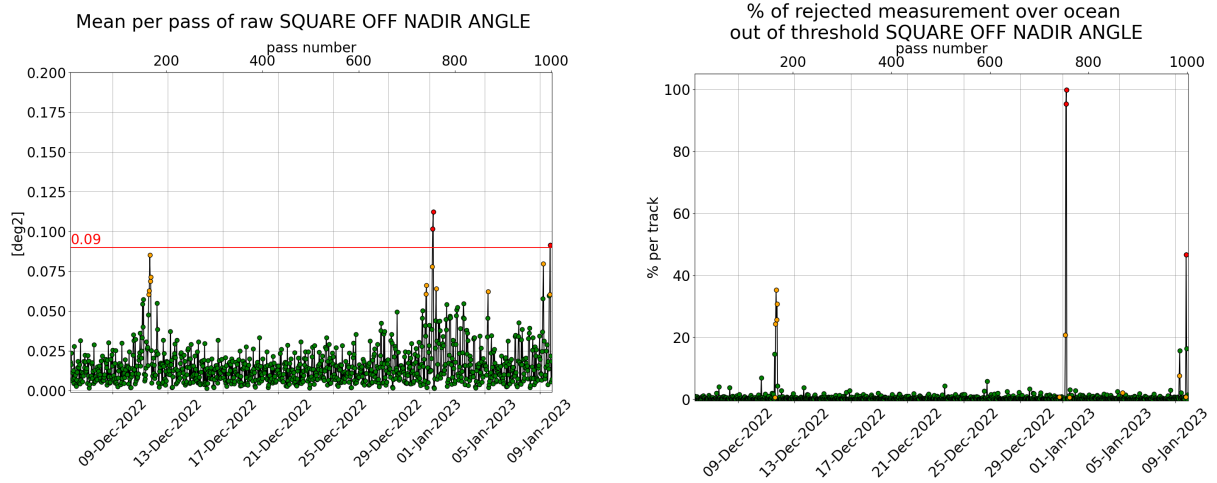 Mean per pass of raw SQUARE OFF NADIR ANGLE
pass number
200 400 600 800 1000
0.200
0.175
0.150
0.125
0.100
0.09
0.075
0.050
0.025
0.000
[deg2]
09-Dec-2022 13-Dec-2022 17-Dec-2022 21-Dec-2022 25-Dec-2022 29-Dec-2022 01-Jan-2023 05-Jan-2023 09-Jan-2023
% of rejected measurement over ocean
out of threshold SQUARE OFF NADIR ANGLE
pass number
200 400 600 800 1000
100
80
60
40
20
0
% per track
09-Dec-2022 13-Dec-2022 17-Dec-2022 21-Dec-2022 25-Dec-2022 29-Dec-2022 01-Jan-2023 05-Jan-2023 09-Jan-2023